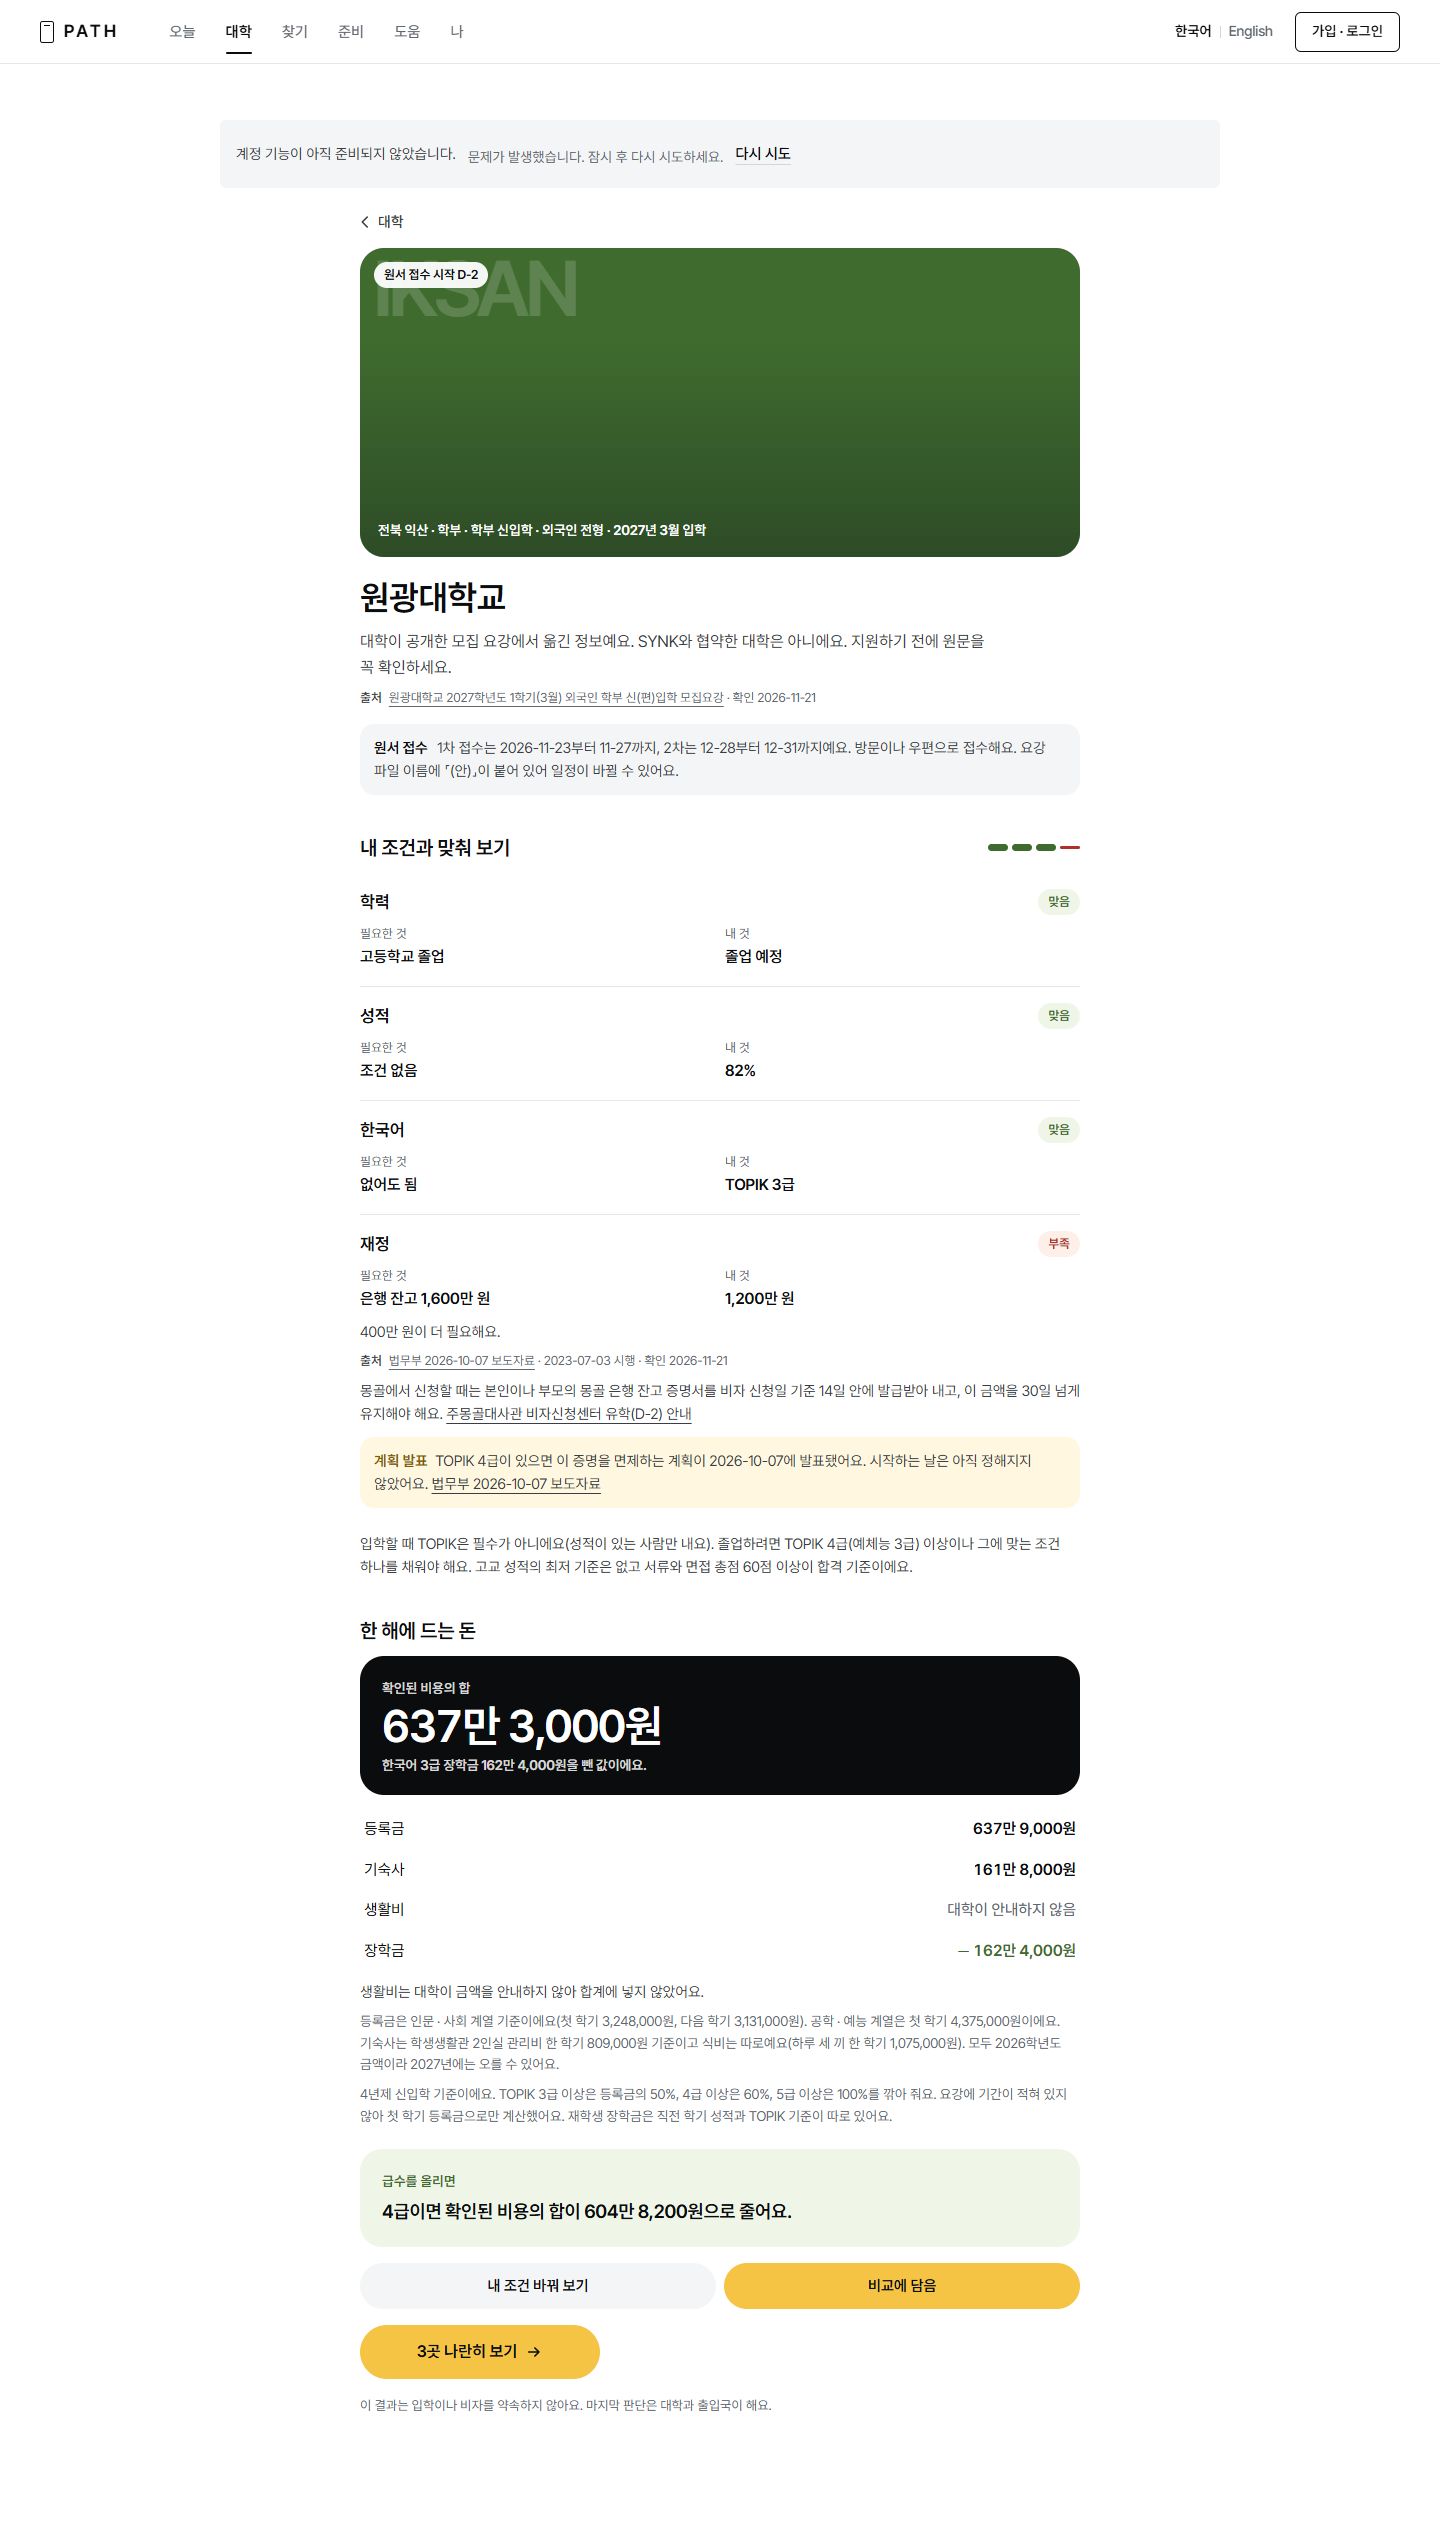 PATH
오늘
대학
찾기
준비
도움
나
한국어 | English
가입 · 로그인
계정 기능이 아직 준비되지 않았습니다. 문제가 발생했습니다. 잠시 후 다시 시도하세요. 다시 시도
대학
IKSAN
원서 접수 시작 D-2
전북 익산 · 학부 · 학부 신입학 · 외국인 전형 · 2027년 3월 입학
원광대학교
대학이 공개한 모집 요강에서 옮긴 정보예요. SYNK와 협약한 대학은 아니에요. 지원하기 전에 원문을
꼭 확인하세요.
출처 원광대학교 2027학년도 1학기(3월) 외국인 학부 신(편)입학 모집요강 · 확인 2026-11-21
원서 접수 1차 접수는 2026-11-23부터 11-27까지, 2차는 12-28부터 12-31까지예요. 방문이나 우편으로 접수해요. 요강
파일 이름에 「(안)」이 붙어 있어 일정이 바뀔 수 있어요.
내 조건과 맞춰 보기
학력
맞음
필요한 것
내 것
고등학교 졸업
졸업 예정
성적
맞음
필요한 것
내 것
조건 없음
82%
한국어
맞음
필요한 것
내 것
없어도 됨
TOPIK 3급
재정
부족
필요한 것
내 것
은행 잔고 1,600만 원
1,200만 원
400만 원이 더 필요해요.
출처 법무부 2026-10-07 보도자료 · 2023-07-03 시행 · 확인 2026-11-21
몽골에서 신청할 때는 본인이나 부모의 몽골 은행 잔고 증명서를 비자 신청일 기준 14일 안에 발급받아 내고, 이 금액을 30일 넘게
유지해야 해요. 주몽골대사관 비자신청센터 유학(D-2) 안내
계획 발표 TOPIK 4급이 있으면 이 증명을 면제하는 계획이 2026-10-07에 발표됐어요. 시작하는 날은 아직 정해지지
않았어요. 법무부 2026-10-07 보도자료
입학할 때 TOPIK은 필수가 아니에요(성적이 있는 사람만 내요). 졸업하려면 TOPIK 4급(예체능 3급) 이상이나 그에 맞는 조건
하나를 채워야 해요. 고교 성적의 최저 기준은 없고 서류와 면접 총점 60점 이상이 합격 기준이에요.
한 해에 드는 돈
확인된 비용의 합
637만 3,000원
한국어 3급 장학금 162만 4,000원을 뺀 값이에요.
등록금
637만 9,000원
기숙사
161만 8,000원
생활비
대학이 안내하지 않음
장학금
– 162만 4,000원
생활비는 대학이 금액을 안내하지 않아 합계에 넣지 않았어요.
등록금은 인문 · 사회 계열 기준이에요(첫 학기 3,248,000원, 다음 학기 3,131,000원). 공학 · 예능 계열은 첫 학기 4,375,000원이에요.
기숙사는 학생생활관 2인실 관리비 한 학기 809,000원 기준이고 식비는 따로예요(하루 세 끼 한 학기 1,075,000원). 모두 2026학년도
금액이라 2027년에는 오를 수 있어요.
4년제 신입학 기준이에요. TOPIK 3급 이상은 등록금의 50%, 4급 이상은 60%, 5급 이상은 100%를 깎아 줘요. 요강에 기간이 적혀 있지
않아 첫 학기 등록금으로만 계산했어요. 재학생 장학금은 직전 학기 성적과 TOPIK 기준이 따로 있어요.
급수를 올리면
4급이면 확인된 비용의 합이 604만 8,200원으로 줄어요.
내 조건 바꿔 보기
비교에 담음
3곳 나란히 보기 →
이 결과는 입학이나 비자를 약속하지 않아요. 마지막 판단은 대학과 출입국이 해요.